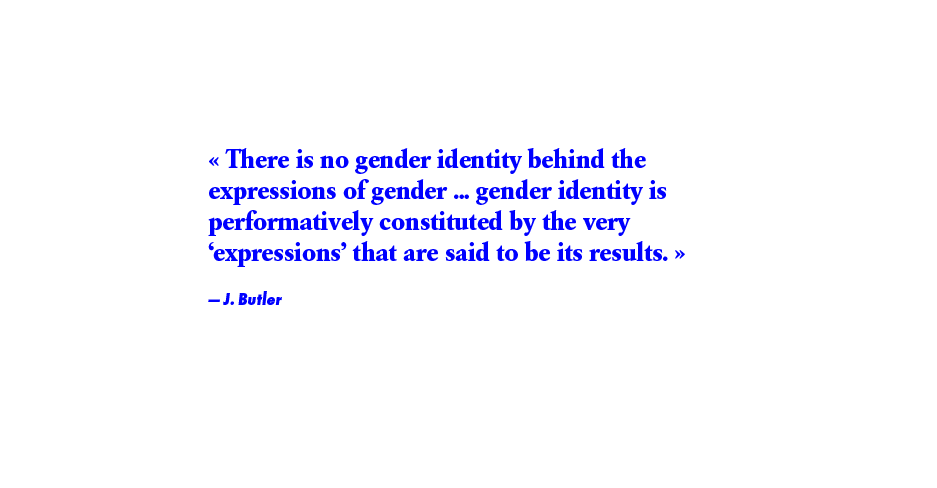 « There is no gender identity behind the
expressions of gender ... gender identity is
performatively constituted by the very
‘expressions’ that are said to be its results. »
— J. Butler